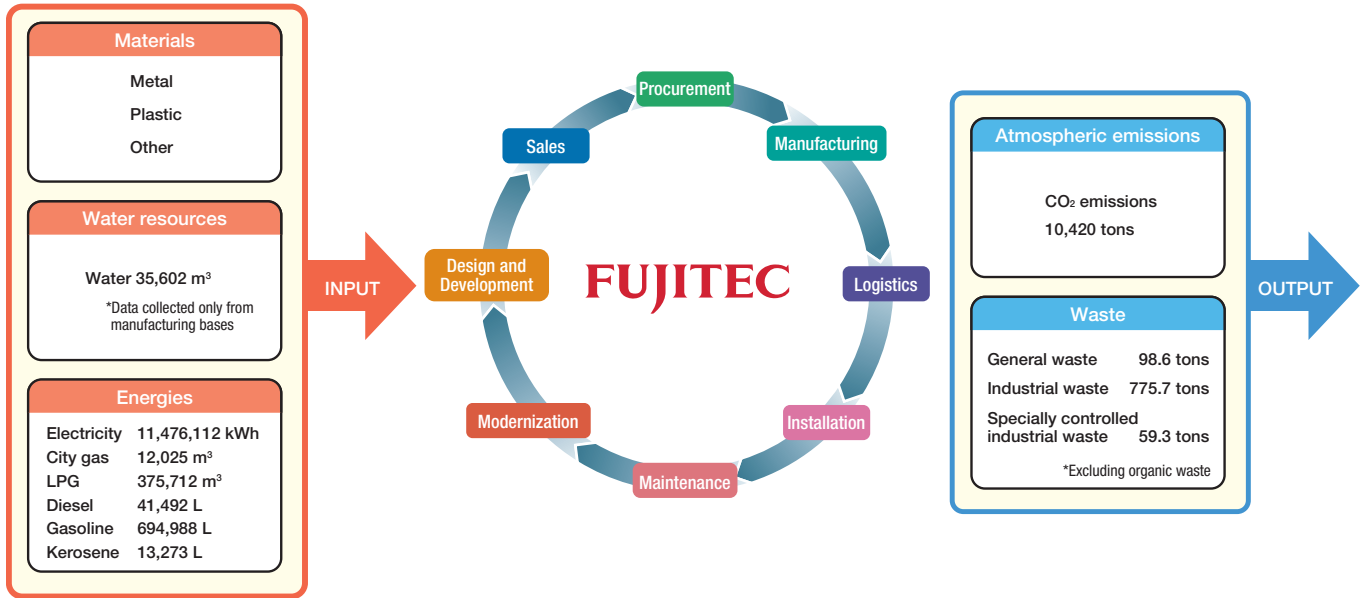 Materials
Metal
Plastic
Other
Water resources
Water 35,602 m³
*Data collected only from
manufacturing bases
Energies
Electricity 11,476,112 kWh
City gas 12,025 m³
LPG 375,712 m³
Diesel 41,492 L
Gasoline 694,988 L
Kerosene 13,273 L
INPUT
Procurement
Manufacturing
Logistics
Installation
Maintenance
Modernization
Design and
Development
Sales
FUJITEC
Atmospheric emissions
CO₂ emissions
10,420 tons
Waste
General waste 98.6 tons
Industrial waste 775.7 tons
Specially controlled
industrial waste 59.3 tons
*Excluding organic waste
OUTPUT